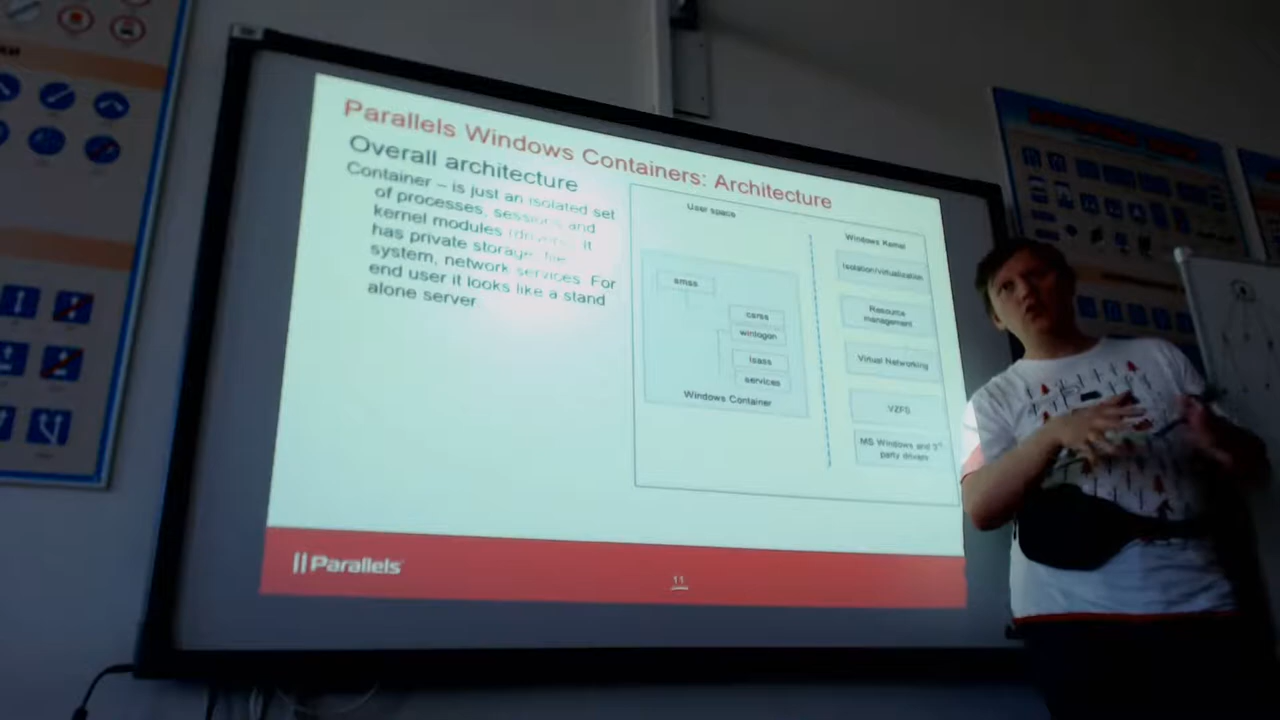 Parallels Windows Containers: Architecture
Overall architecture
Container – is just an isolated set
of processes, sessions and
kernel modules (drivers). It
has private storage, file
system, network services. For
end user it looks like a stand
alone server
User space
smss
csrss
winlogon
lsass
services
Windows Container
Windows Kernel
Isolation/virtualization
Resource
management
Virtual Networking
VZFS
MS Windows and 3rd
party drivers
Parallels
11